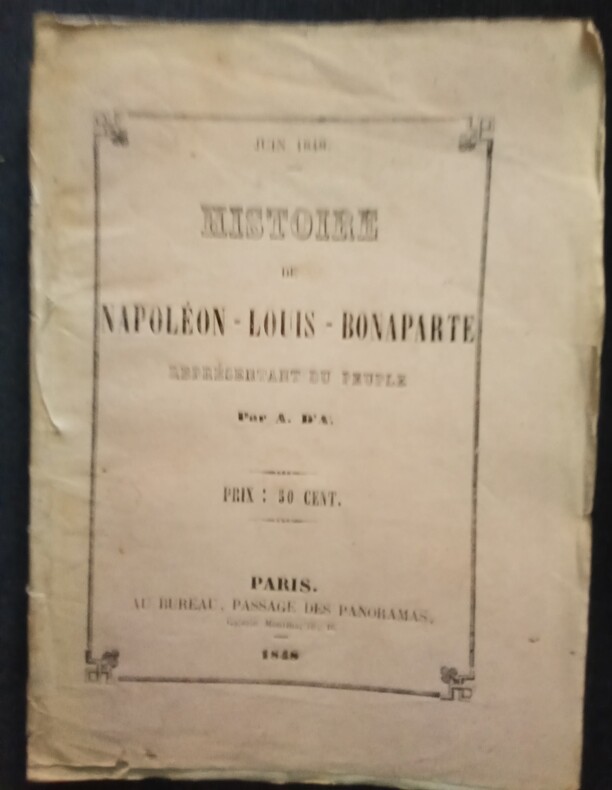 JUIN 1848.
HISTOIRE
DE
NAPOLÉON - LOUIS - BONAPARTE
REPRÉSENTANT DU PEUPLE
Par A. D'A.
PRIX : 50 CENT.
PARIS.
AU BUREAU, PASSAGE DES PANORAMAS,
1848